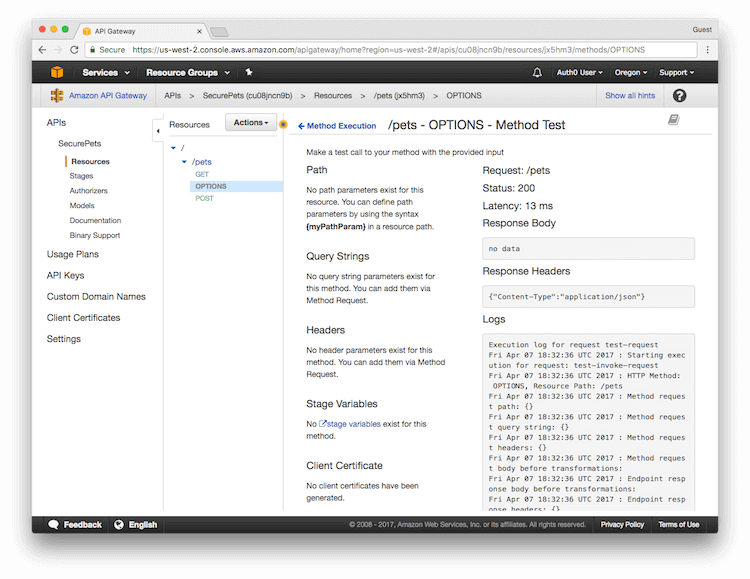 API Gateway
Guest
Secure https://us-west-2.console.aws.amazon.com/apigateway/home?region=us-west-2#/apis/cu08jncn9b/resources/jx5hm3/methods/OPTIONS
Services Resource Groups Auth0 User Oregon Support
Amazon API Gateway APIs > SecurePets (cu08jncn9b) > Resources > /pets (jx5hm3) > OPTIONS Show all hints ?
APIs
SecurePets
Resources
Stages
Authorizers
Models
Documentation
Binary Support
Usage Plans
API Keys
Custom Domain Names
Client Certificates
Settings
Resources Actions
/
/pets
GET
OPTIONS
POST
Method Execution /pets - OPTIONS - Method Test
Make a test call to your method with the provided input
Path
No path parameters exist for this
resource. You can define path
parameters by using the syntax
{myPathParam} in a resource path.
Query Strings
No query string parameters exist for
this method. You can add them via
Method Request.
Headers
No header parameters exist for this
method. You can add them via Method
Request.
Stage Variables
No stage variables exist for this
method.
Client Certificate
No client certificates have been
generated.
Request: /pets
Status: 200
Latency: 13 ms
Response Body
no data
Response Headers
{"Content-Type":"application/json"}
Logs
Execution log for request test-request
Fri Apr 07 18:32:36 UTC 2017 : Starting exec
ution for request: test-invoke-request
Fri Apr 07 18:32:36 UTC 2017 : HTTP Method:
OPTIONS, Resource Path: /pets
Fri Apr 07 18:32:36 UTC 2017 : Method reques
t path: {}
Fri Apr 07 18:32:36 UTC 2017 : Method reques
t query string: {}
Fri Apr 07 18:32:36 UTC 2017 : Method reques
t headers: {}
Fri Apr 07 18:32:36 UTC 2017 : Method reques
t body before transformations:
Fri Apr 07 18:32:36 UTC 2017 : Endpoint resp
onse body before transformations:
Fri Apr 07 18:32:36 UTC 2017 : Endpoint resp
onse headers: {}
Feedback English © 2008 - 2017, Amazon Web Services, Inc. or its affiliates. All rights reserved. Privacy Policy Terms of Use